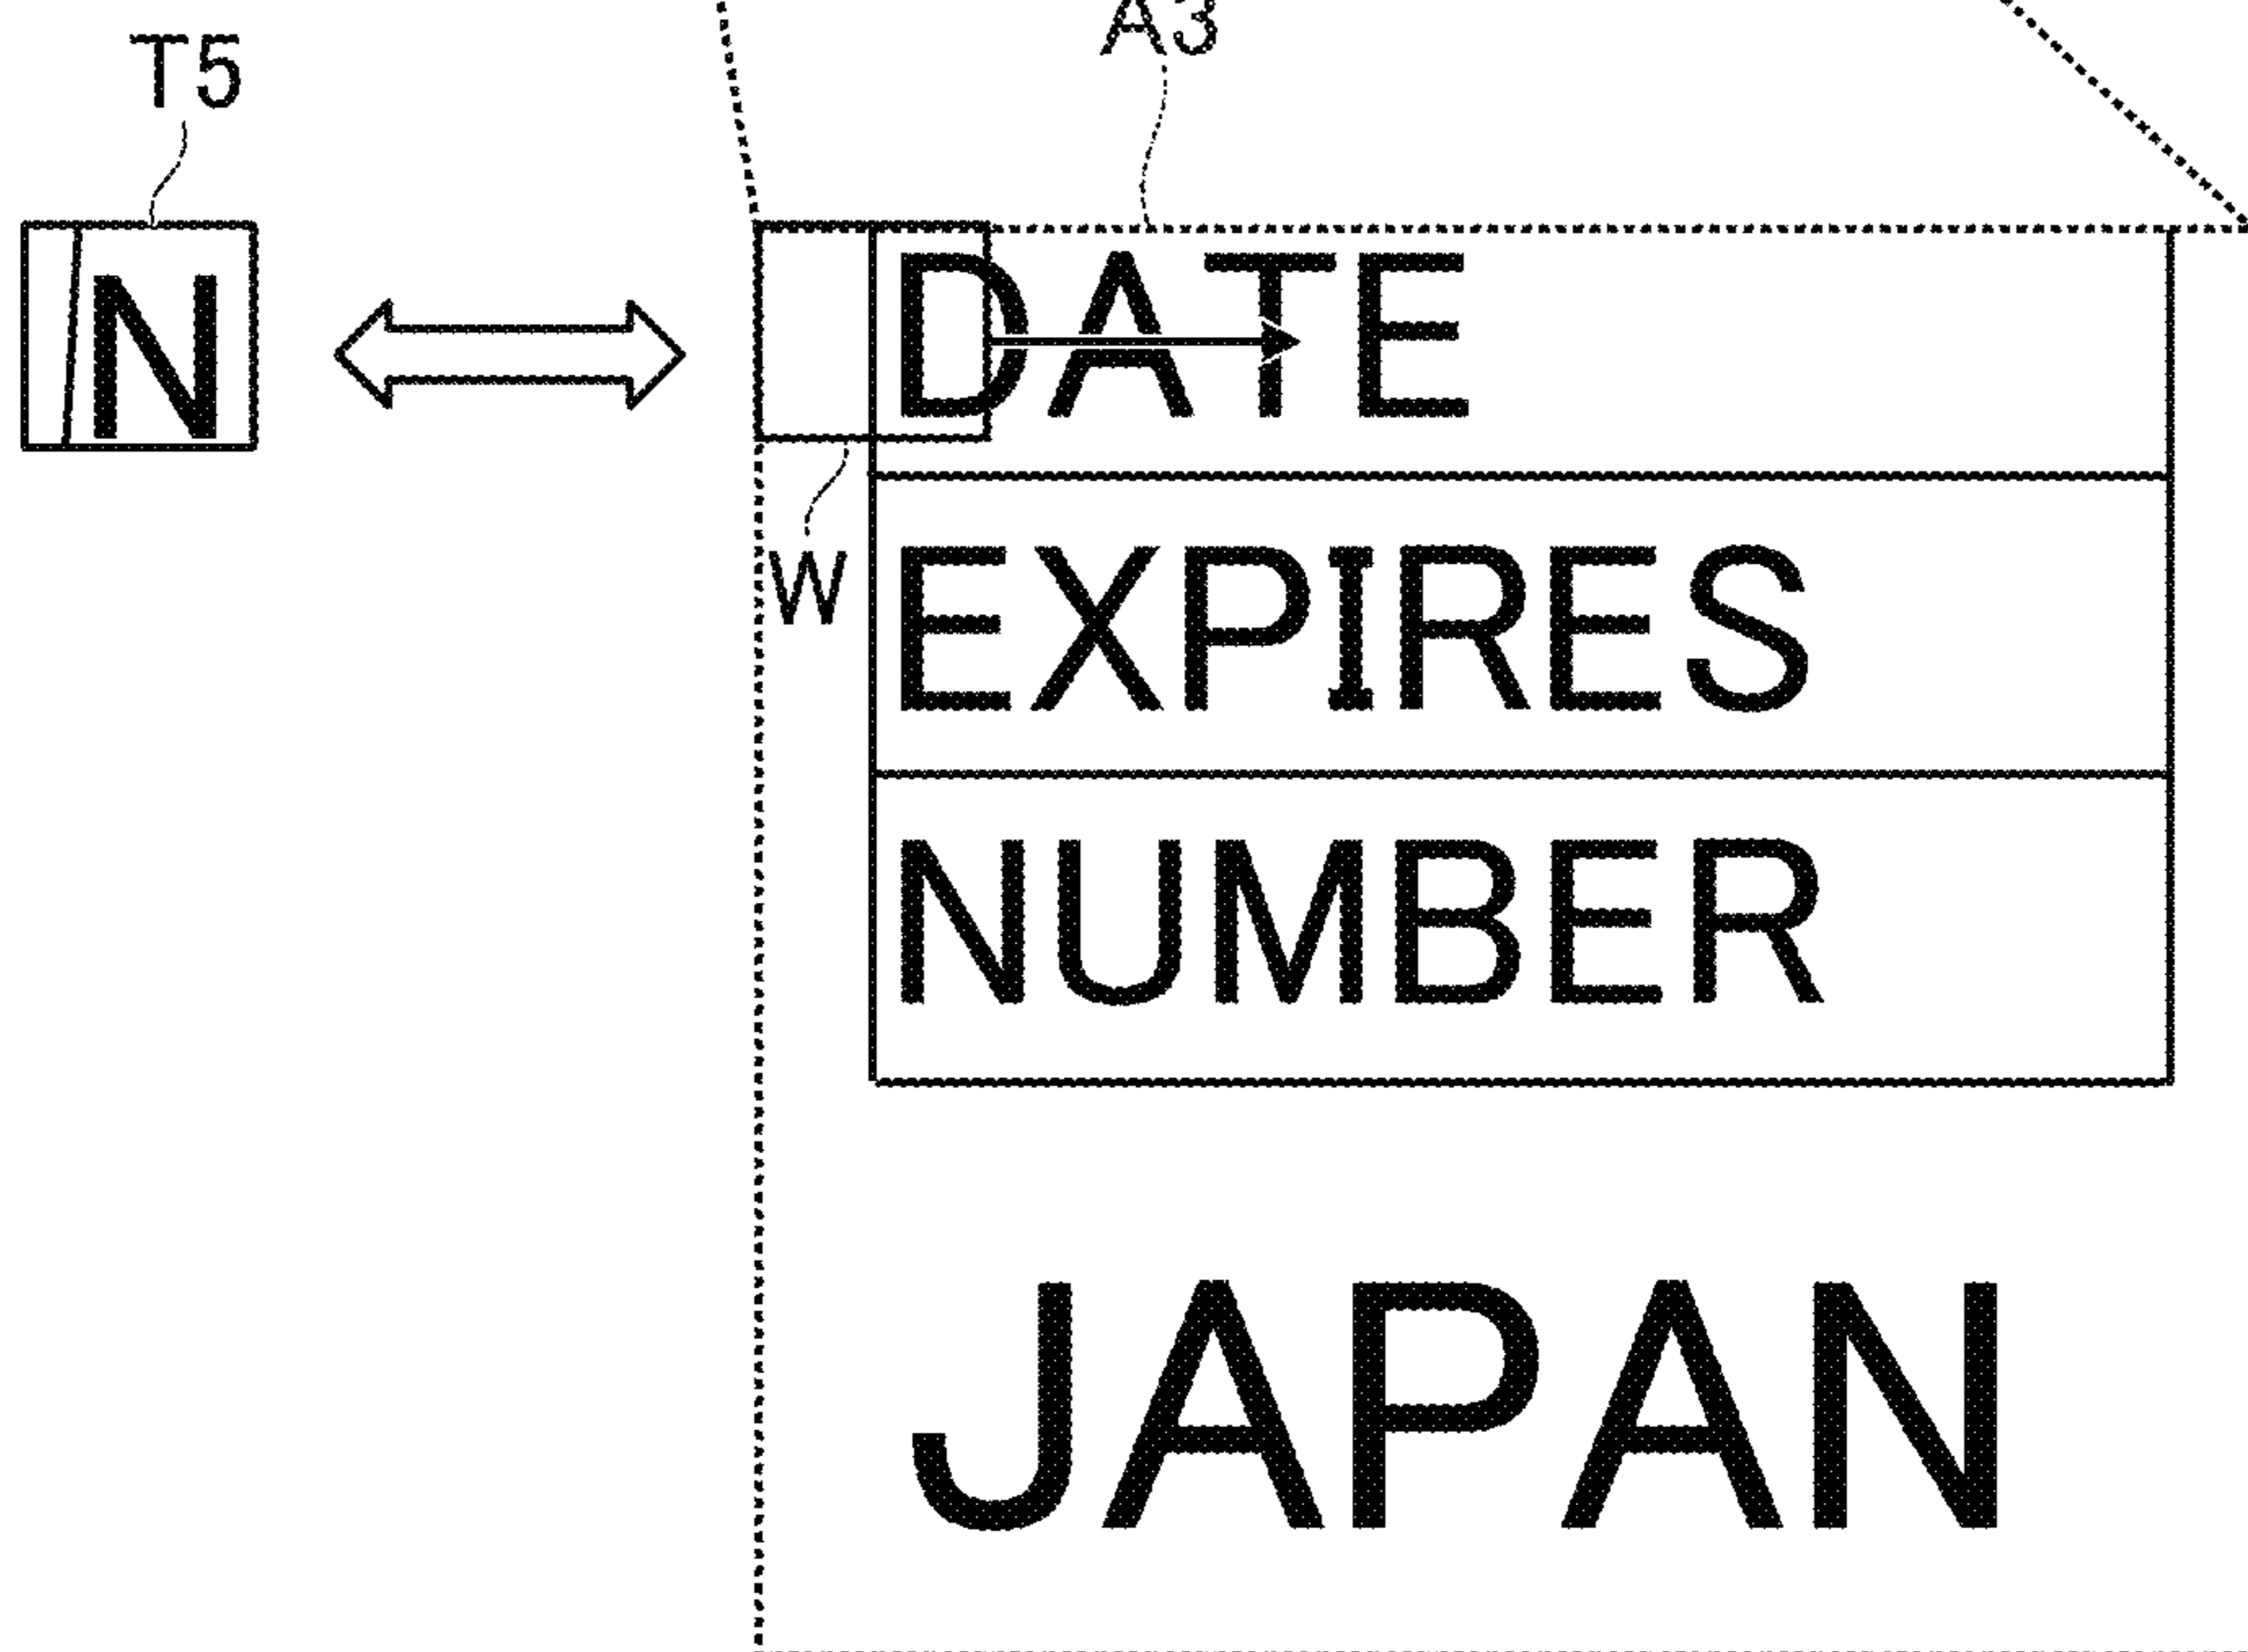 A3
T5
N
DATE
W
EXPIRES
NUMBER
JAPAN